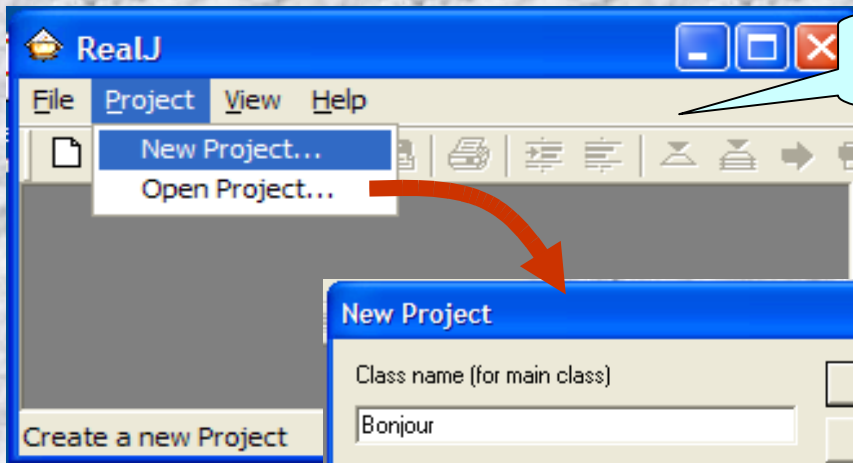 RealJ
File Project View Help
New Project...
Open Project...
New Project
Class name (for main class)
Bonjour
Create a new Project